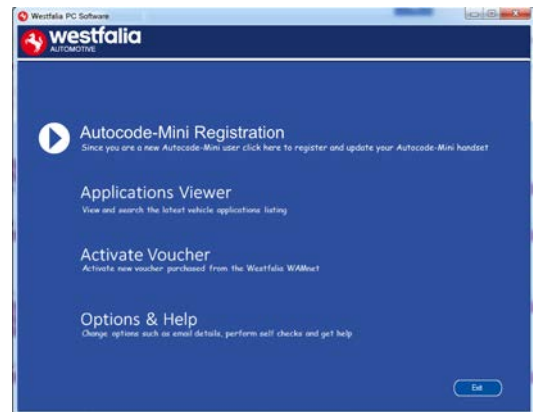 Westfalia PC Software
westfalia
AUTOMOTIVE
Autocode-Mini Registration
Since you are a new Autocode-Mini user click here to register and update your Autocode-Mini handset
Applications Viewer
View and search the latest vehicle applications listing
Activate Voucher
Activate new voucher purchased from the Westfalia WAMnet
Options & Help
Change options such as email details, perform self checks and get help
Exit